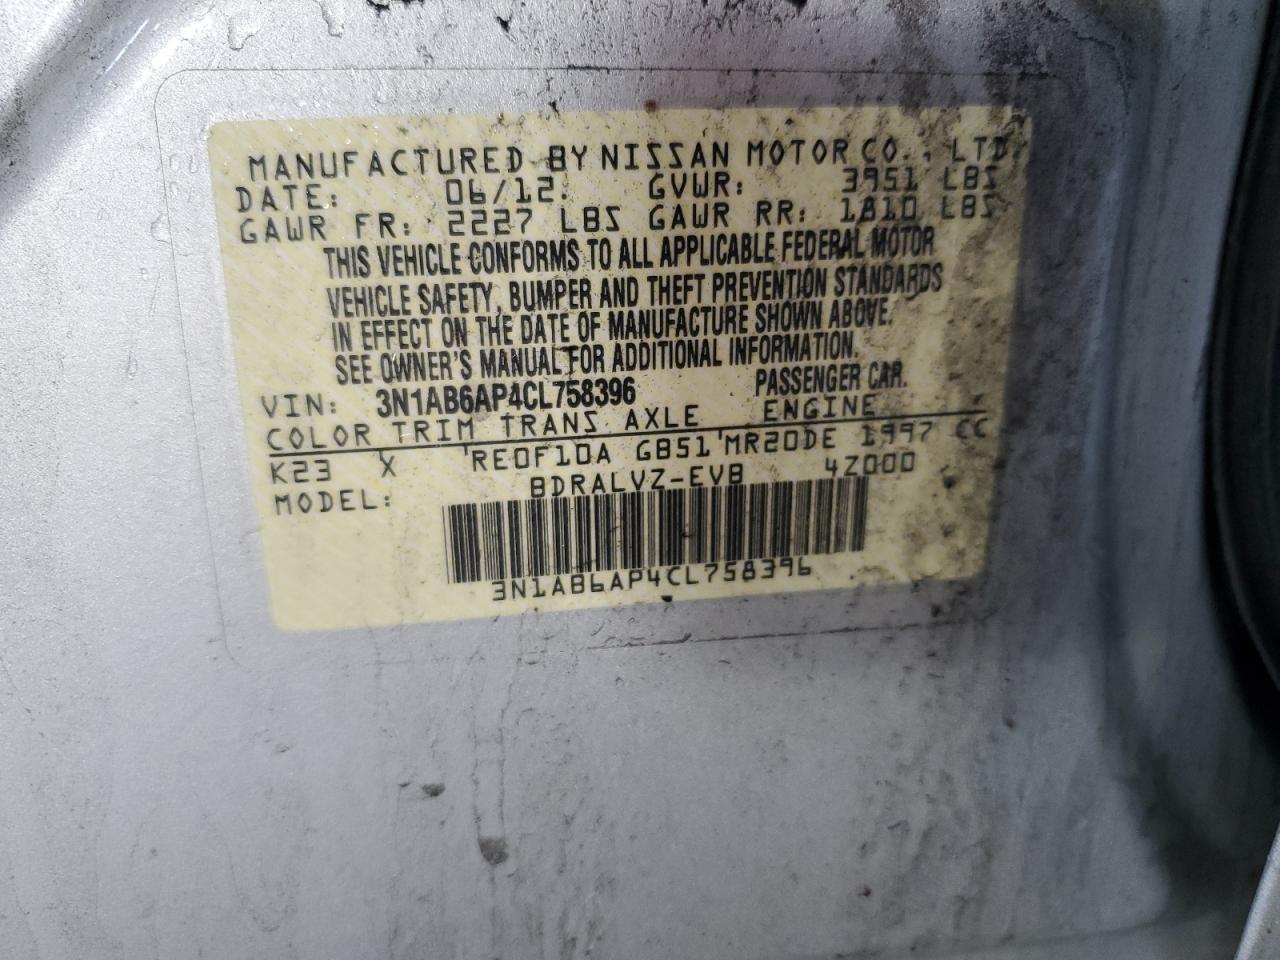 MANUFACTURED BY NISSAN MOTOR CO., LTD
DATE: 06/12. GVWR: 3951 LBS
GAWR FR: 2227 LBS GAWR RR: 1810 LBS
THIS VEHICLE CONFORMS TO ALL APPLICABLE FEDERAL MOTOR
VEHICLE SAFETY, BUMPER AND THEFT PREVENTION STANDARDS
IN EFFECT ON THE DATE OF MANUFACTURE SHOWN ABOVE.
SEE OWNER'S MANUAL FOR ADDITIONAL INFORMATION.
VIN: 3N1AB6AP4CL758396 PASSENGER CAR.
COLOR TRIM TRANS AXLE ENGINE
K23 X RE0F10A GB51 MR20DE 1997 CC
MODEL: BDRALVZ-EVB 4Z000
3N1AB6AP4CL758396